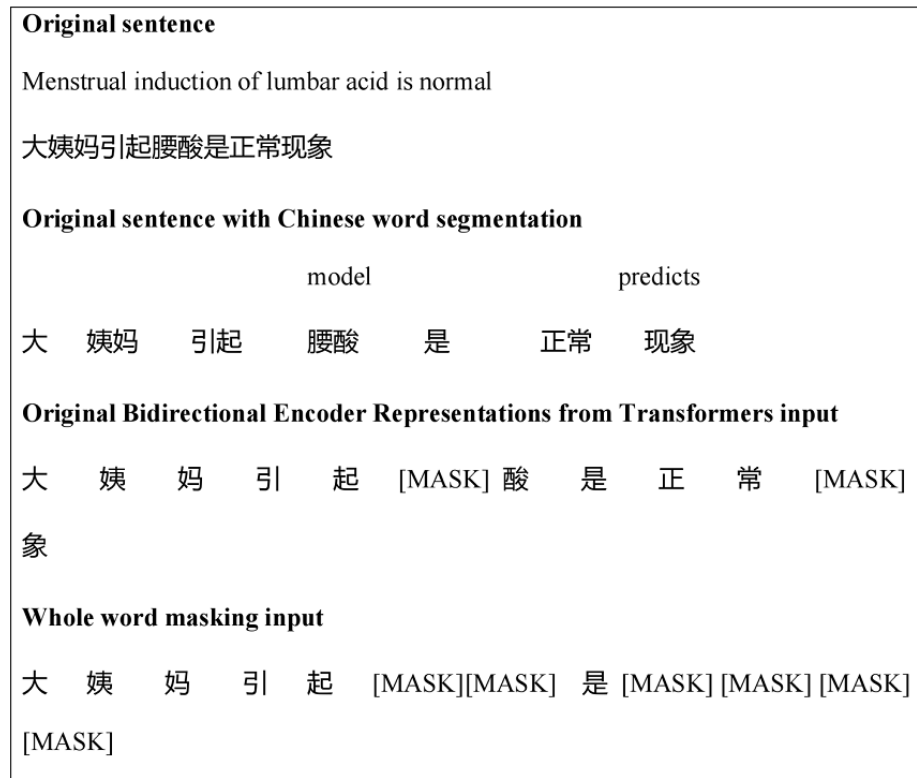 Original sentence
Menstrual induction of lumbar acid is normal
大姨妈引起腰酸是正常现象
Original sentence with Chinese word segmentation
model predicts
大 姨妈 引起 腰酸 是 正常 现象
Original Bidirectional Encoder Representations from Transformers input
大 姨 妈 引 起 [MASK] 酸 是 正 常 [MASK]
象
Whole word masking input
大 姨 妈 引 起 [MASK][MASK] 是 [MASK] [MASK] [MASK]
[MASK]